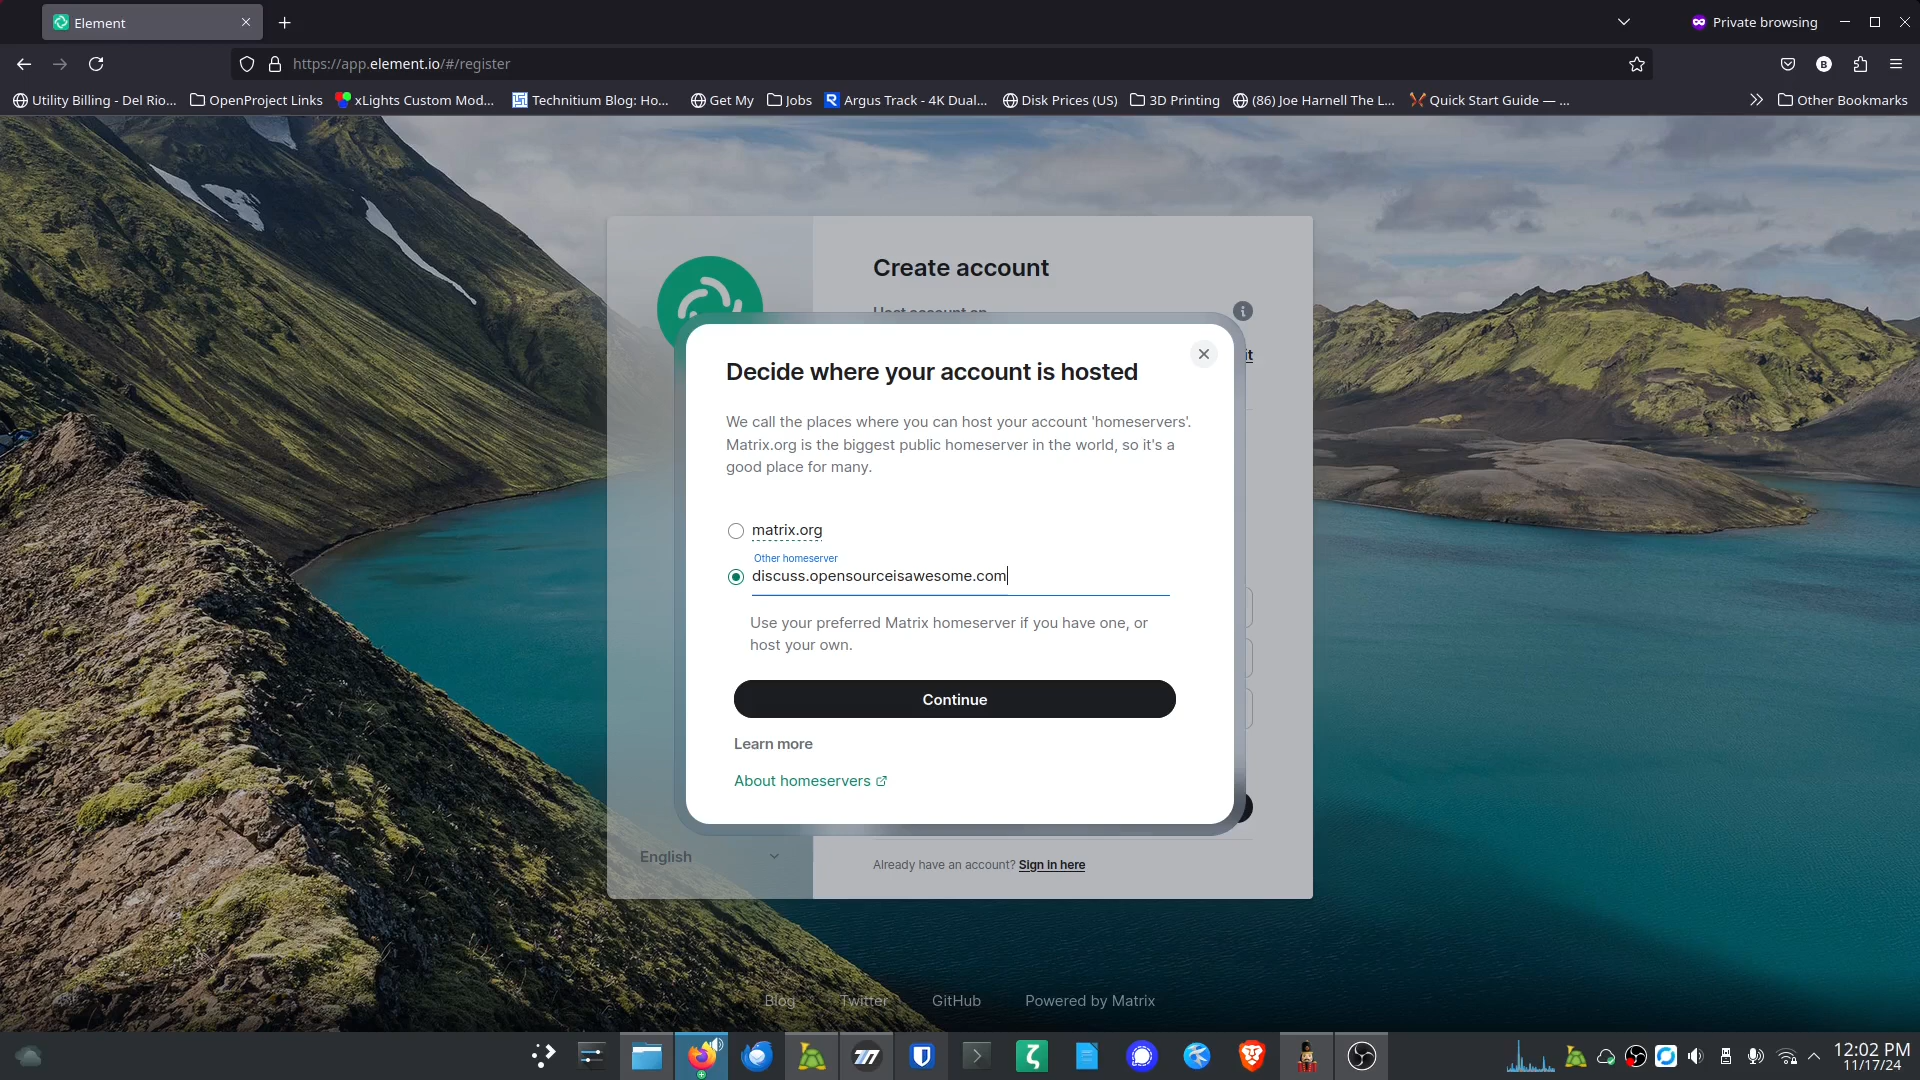 Element
Private browsing
https://app.element.io/#/register
Utility Billing - Del Rio...
OpenProject Links
xLights Custom Mod...
Technitium Blog: Ho...
Get My
Jobs
Argus Track - 4K Dual...
Disk Prices (US)
3D Printing
(86) Joe Harnell The L...
Quick Start Guide — ...
Other Bookmarks
Create account
Decide where your account is hosted
We call the places where you can host your account 'homeservers'.
Matrix.org is the biggest public homeserver in the world, so it's a
good place for many.
matrix.org
Other homeserver
discuss.opensourceisawesome.com
Use your preferred Matrix homeserver if you have one, or
host your own.
Continue
Learn more
About homeservers
English
Already have an account? Sign in here
Blog
Twitter
GitHub
Powered by Matrix
12:02 PM
11/17/24